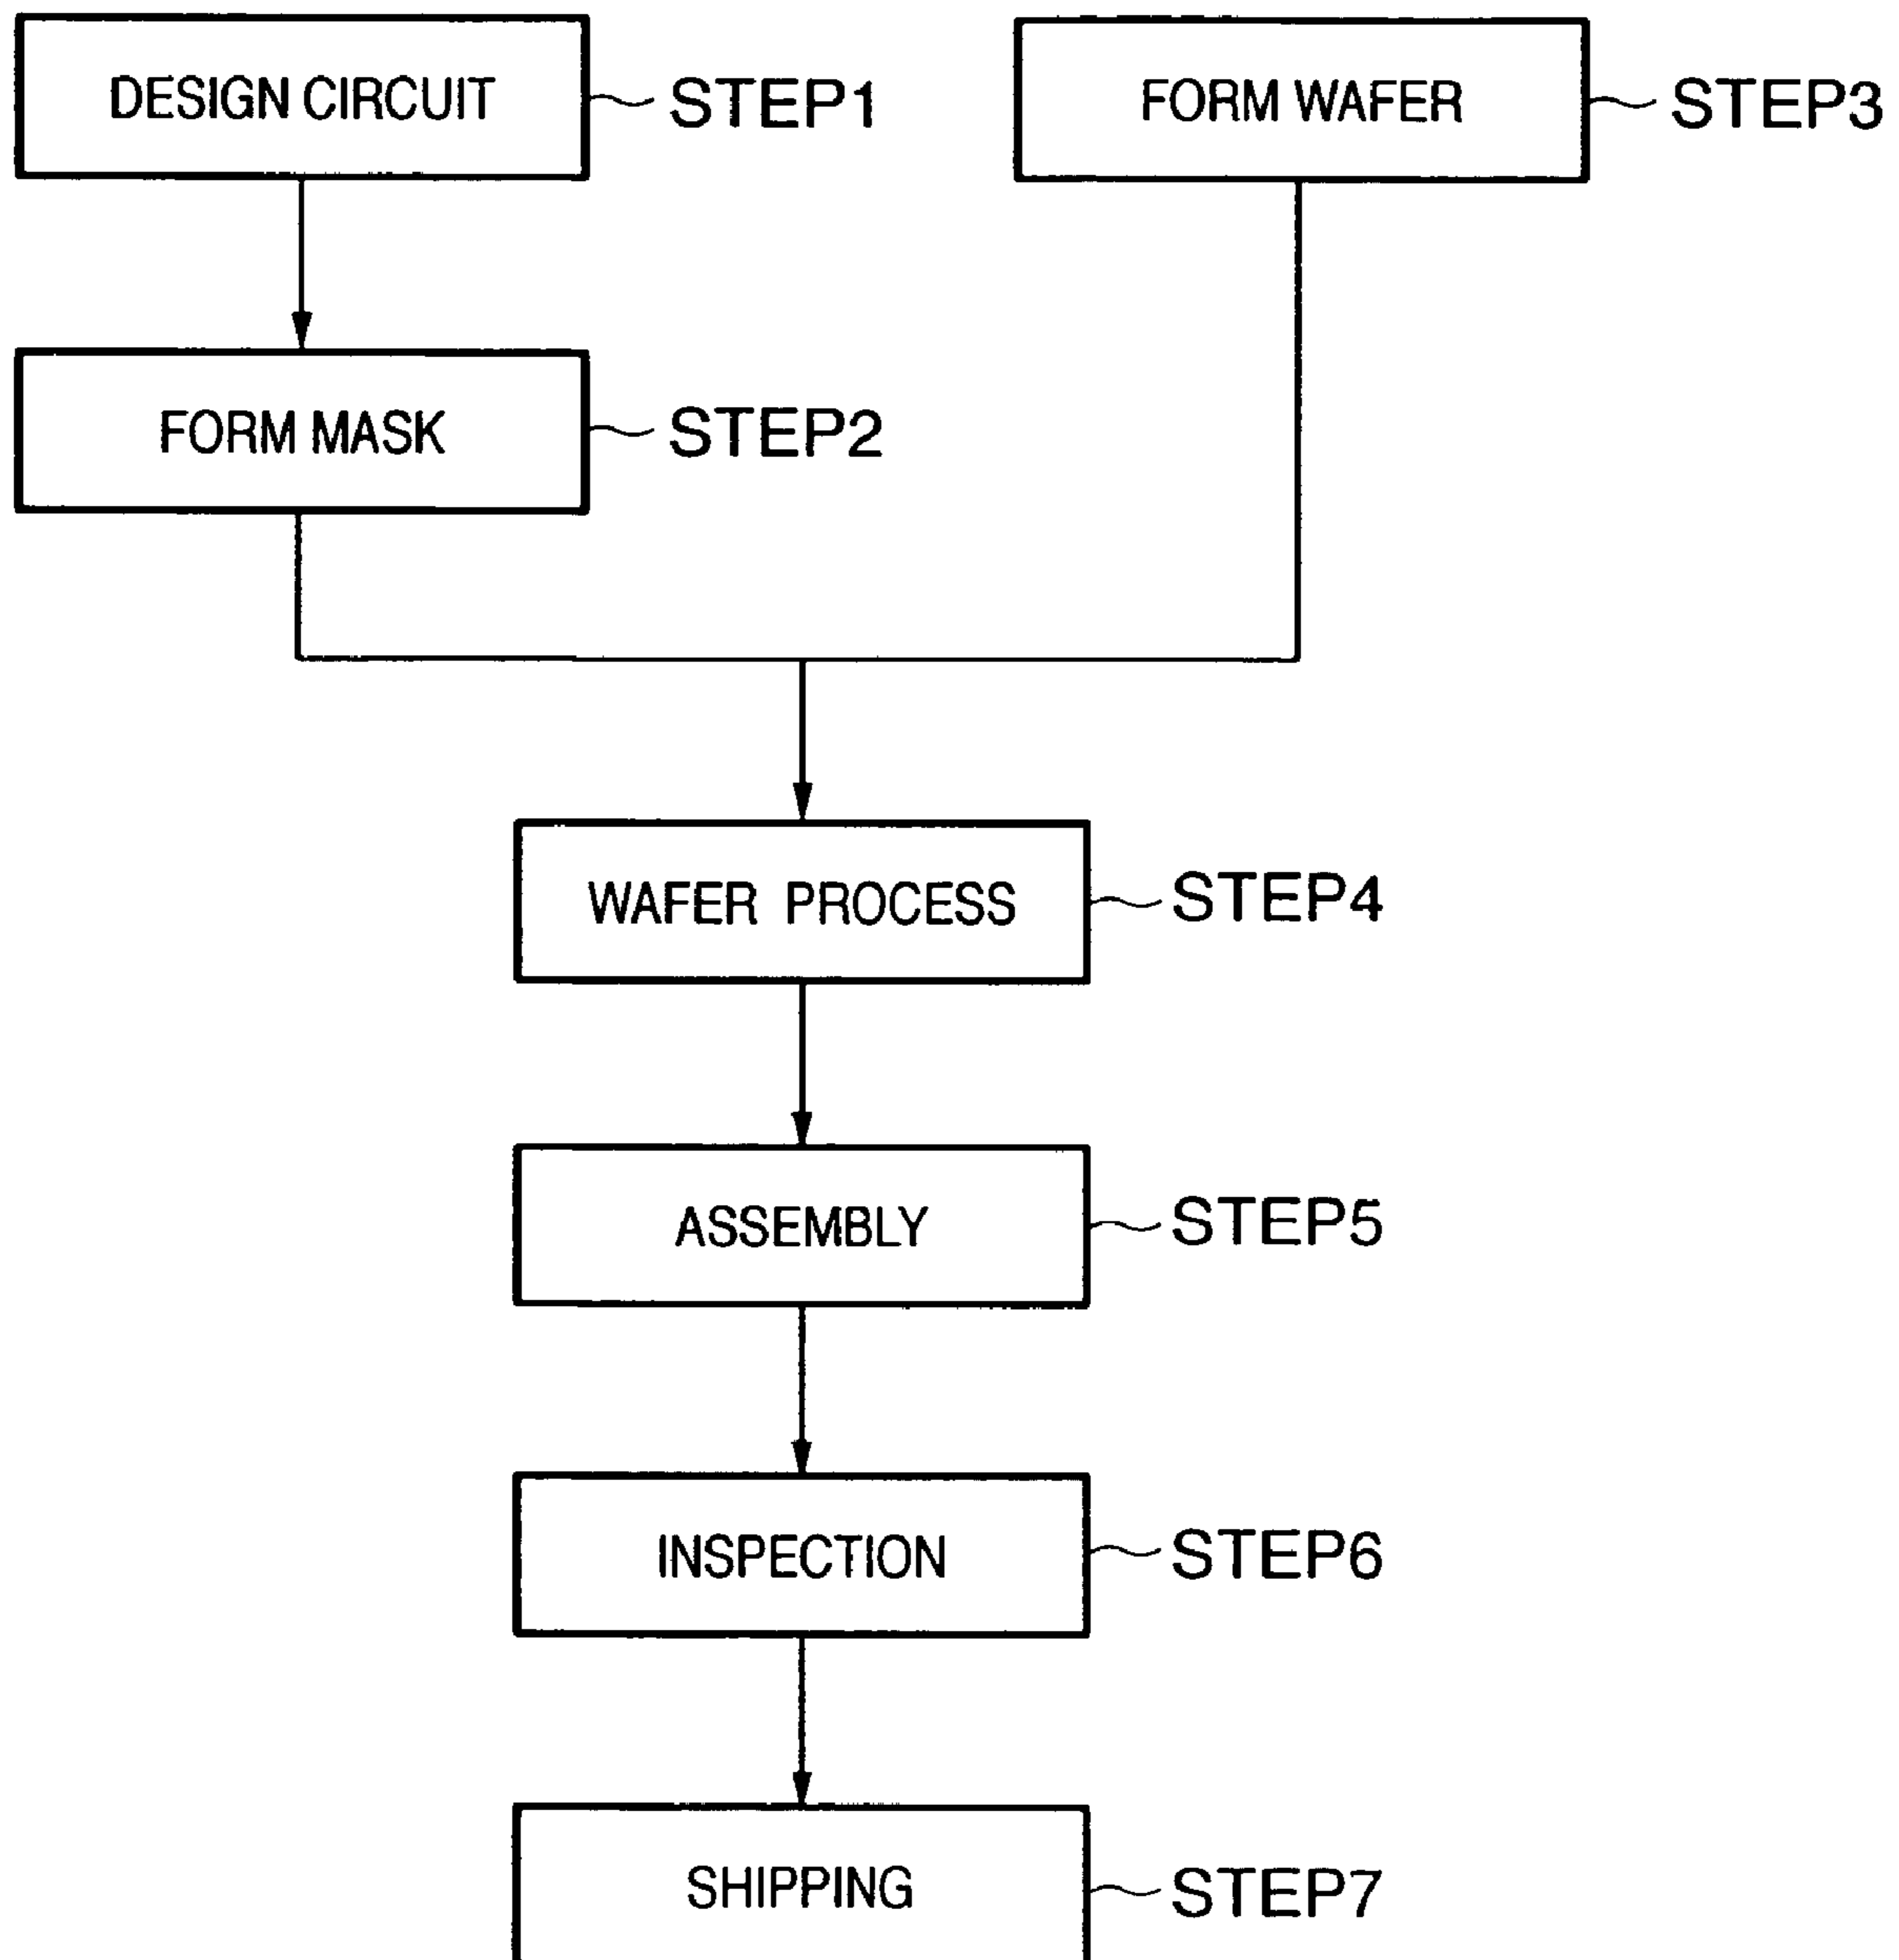 DESIGN CIRCUIT
STEP1
FORM WAFER
STEP3
FORM MASK
STEP2
WAFER PROCESS
STEP4
ASSEMBLY
STEP5
INSPECTION
STEP6
SHIPPING
STEP7